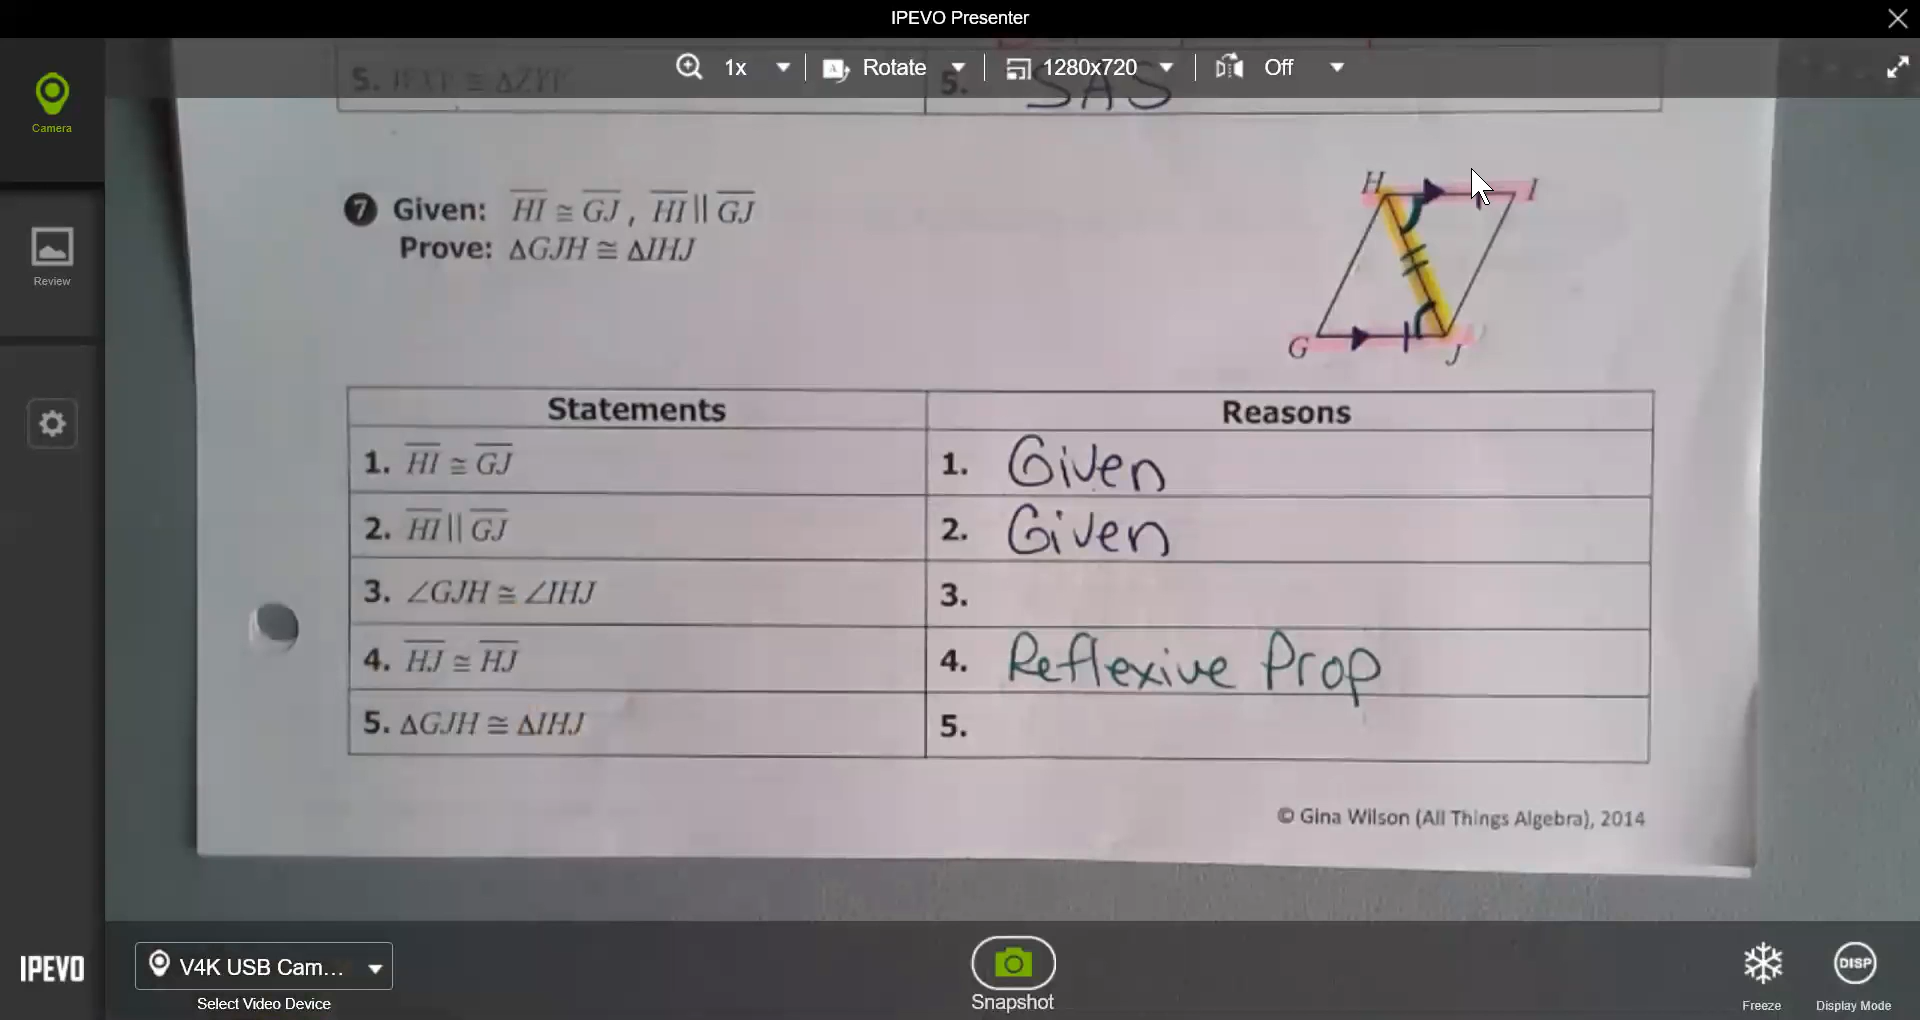 IPEVO Presenter
1x Rotate 1280x720 Off
Camera
5. ≅ ΔZYF 5. SAS
7 Given: HI ≅ GJ, HI || GJ
Prove: ΔGJH ≅ ΔIHJ
H I
G J
Review
Statements Reasons
1. HI ≅ GJ 1. Given
2. HI || GJ 2. Given
3. ∠GJH ≅ ∠IHJ 3.
4. HJ ≅ HJ 4. Reflexive Prop
5. ΔGJH ≅ ΔIHJ 5.
© Gina Wilson (All Things Algebra), 2014
IPEVO
V4K USB Cam...
Select Video Device
Snapshot
Freeze
DISP
Display Mode